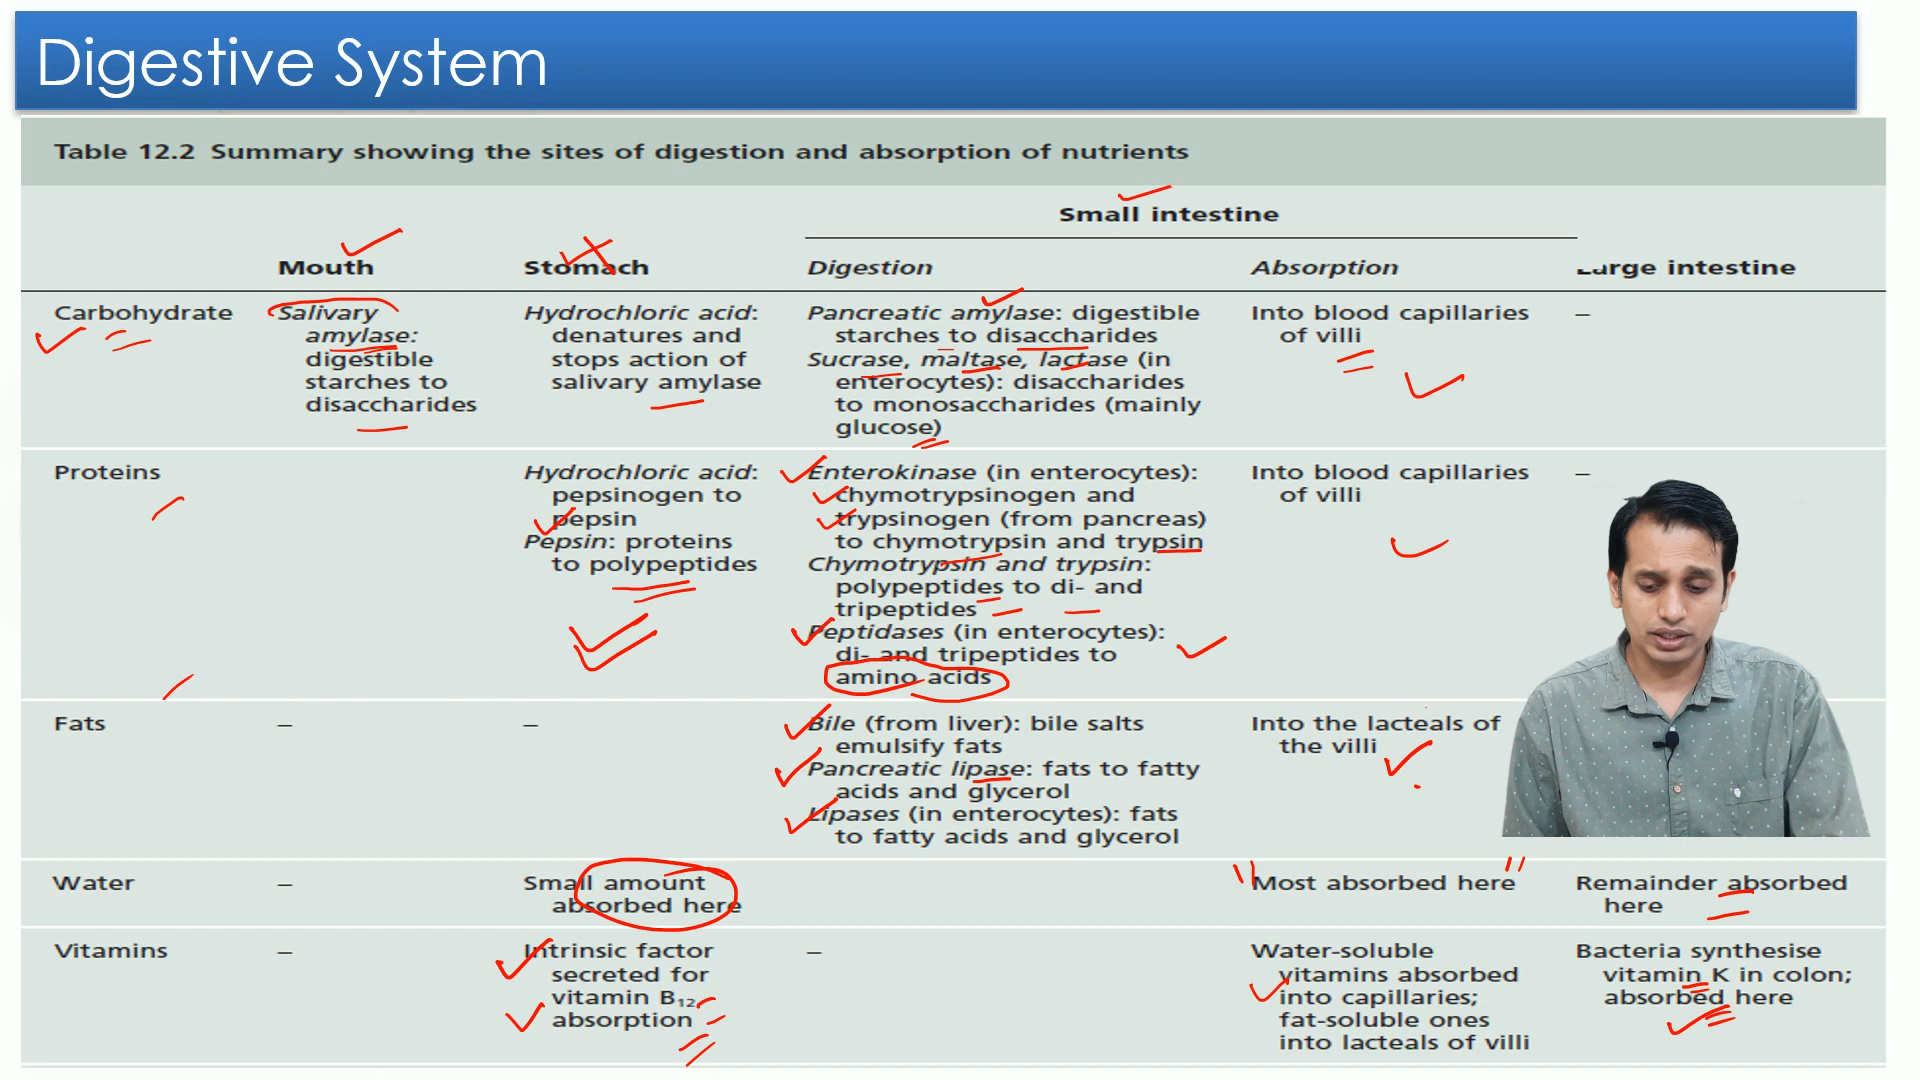 Digestive System
Table 12.2 Summary showing the sites of digestion and absorption of nutrients
Small intestine
Mouth
Stomach
Digestion
Absorption
Large intestine
Carbohydrate
Salivary
amylase:
digestible
starches to
disaccharides
Hydrochloric acid:
denatures and
stops action of
salivary amylase
Pancreatic amylase: digestible
starches to disaccharides
Sucrase, maltase, lactase (in
enterocytes): disaccharides
to monosaccharides (mainly
glucose)
Into blood capillaries
of villi
–
Proteins
Hydrochloric acid:
pepsinogen to
pepsin
Pepsin: proteins
to polypeptides
Enterokinase (in enterocytes):
chymotrypsinogen and
trypsinogen (from pancreas)
to chymotrypsin and trypsin
Chymotrypsin and trypsin:
polypeptides to di- and
tripeptides
Peptidases (in enterocytes):
di- and tripeptides to
amino acids
Into blood capillaries
of villi
–
Fats
–
–
Bile (from liver): bile salts
emulsify fats
Pancreatic lipase: fats to fatty
acids and glycerol
Lipases (in enterocytes): fats
to fatty acids and glycerol
Into the lacteals of
the villi
Water
–
Small amount
absorbed here
Most absorbed here
Remainder absorbed
here
Vitamins
–
Intrinsic factor
secreted for
vitamin B₁₂
absorption
–
Water-soluble
vitamins absorbed
into capillaries;
fat-soluble ones
into lacteals of villi
Bacteria synthesise
vitamin K in colon;
absorbed here